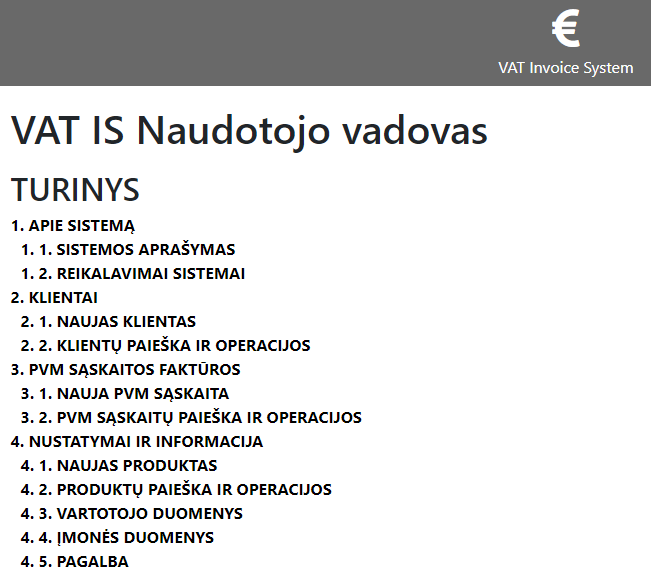 €
VAT Invoice System
VAT IS Naudotojo vadovas
TURINYS
1. APIE SISTEMĄ
1. 1. SISTEMOS APRAŠYMAS
1. 2. REIKALAVIMAI SISTEMAI
2. KLIENTAI
2. 1. NAUJAS KLIENTAS
2. 2. KLIENTŲ PAIEŠKA IR OPERACIJOS
3. PVM SĄSKAITOS FAKTŪROS
3. 1. NAUJA PVM SĄSKAITA
3. 2. PVM SĄSKAITŲ PAIEŠKA IR OPERACIJOS
4. NUSTATYMAI IR INFORMACIJA
4. 1. NAUJAS PRODUKTAS
4. 2. PRODUKTŲ PAIEŠKA IR OPERACIJOS
4. 3. VARTOTOJO DUOMENYS
4. 4. ĮMONĖS DUOMENYS
4. 5. PAGALBA